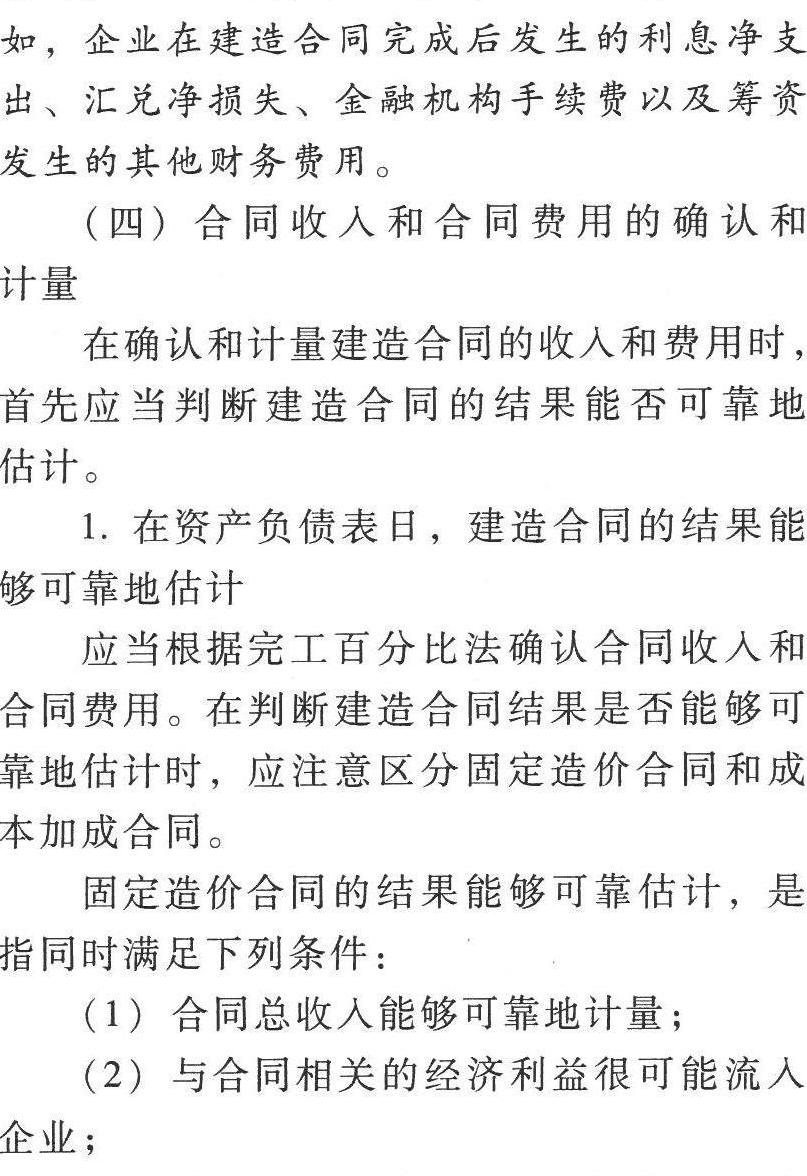 如，企业在建造合同完成后发生的利息净支
出、汇兑净损失、金融机构手续费以及筹资
发生的其他财务费用。
（四）合同收入和合同费用的确认和
计量
在确认和计量建造合同的收入和费用时，
首先应当判断建造合同的结果能否可靠地
估计。
1. 在资产负债表日，建造合同的结果能
够可靠地估计
应当根据完工百分比法确认合同收入和
合同费用。在判断建造合同结果是否能够可
靠地估计时，应注意区分固定造价合同和成
本加成合同。
固定造价合同的结果能够可靠估计，是
指同时满足下列条件：
（1）合同总收入能够可靠地计量；
（2）与合同相关的经济利益很可能流入
企业；